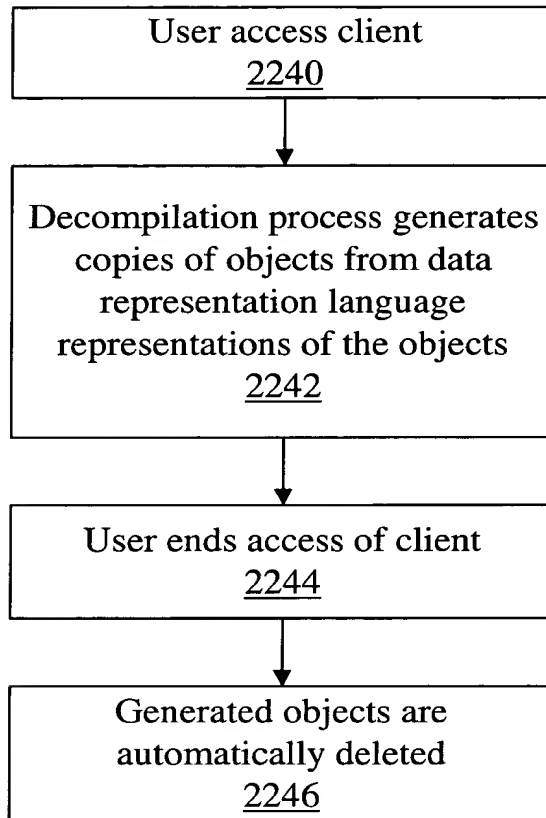 User access client
2240
Decompilation process generates
copies of objects from data
representation language
representations of the objects
2242
User ends access of client
2244
Generated objects are
automatically deleted
2246